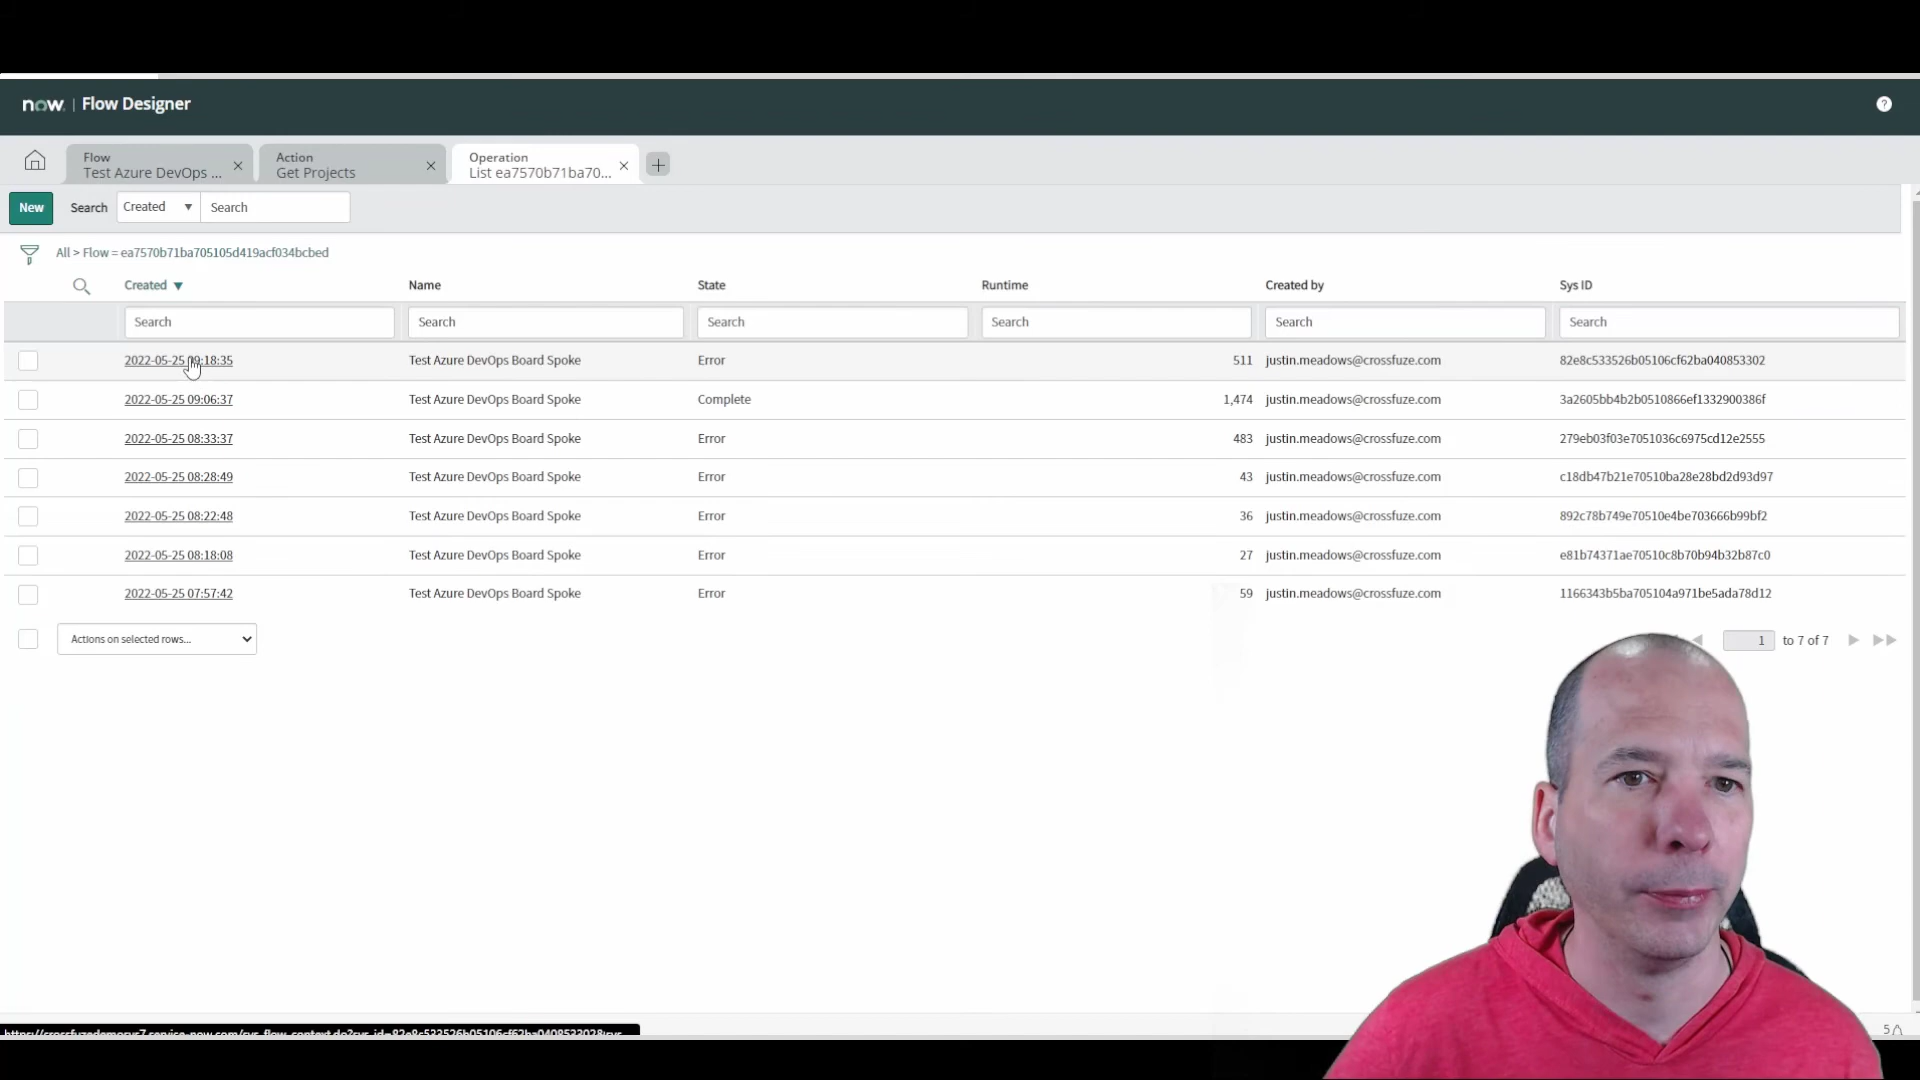 now. | Flow Designer
?
Flow
Test Azure DevOps ...
Action
Get Projects
Operation
List ea7570b71ba70...
New
Search
Created
Search
All > Flow = ea7570b71ba705105d419acf034bcbed
Created Name State Runtime Created by Sys ID
Search Search Search Search Search Search
2022-05-25 09:18:35 Test Azure DevOps Board Spoke Error 511 justin.meadows@crossfuze.com 82e8c533526b05106cf62ba040853302
2022-05-25 09:06:37 Test Azure DevOps Board Spoke Complete 1,474 justin.meadows@crossfuze.com 3a2605bb4b2b0510866ef1332900386f
2022-05-25 08:33:37 Test Azure DevOps Board Spoke Error 483 justin.meadows@crossfuze.com 279eb03f03e7051036c6975cd12e2555
2022-05-25 08:28:49 Test Azure DevOps Board Spoke Error 43 justin.meadows@crossfuze.com c18db47b21e70510ba28e28bd2d93d97
2022-05-25 08:22:48 Test Azure DevOps Board Spoke Error 36 justin.meadows@crossfuze.com 892c78b749e70510e4be703666b99bf2
2022-05-25 08:18:08 Test Azure DevOps Board Spoke Error 27 justin.meadows@crossfuze.com e81b74371ae70510c8b70b94b32b87c0
2022-05-25 07:57:42 Test Azure DevOps Board Spoke Error 59 justin.meadows@crossfuze.com 1166343b5ba705104a971be5ada78d12
Actions on selected rows...
1 to 7 of 7